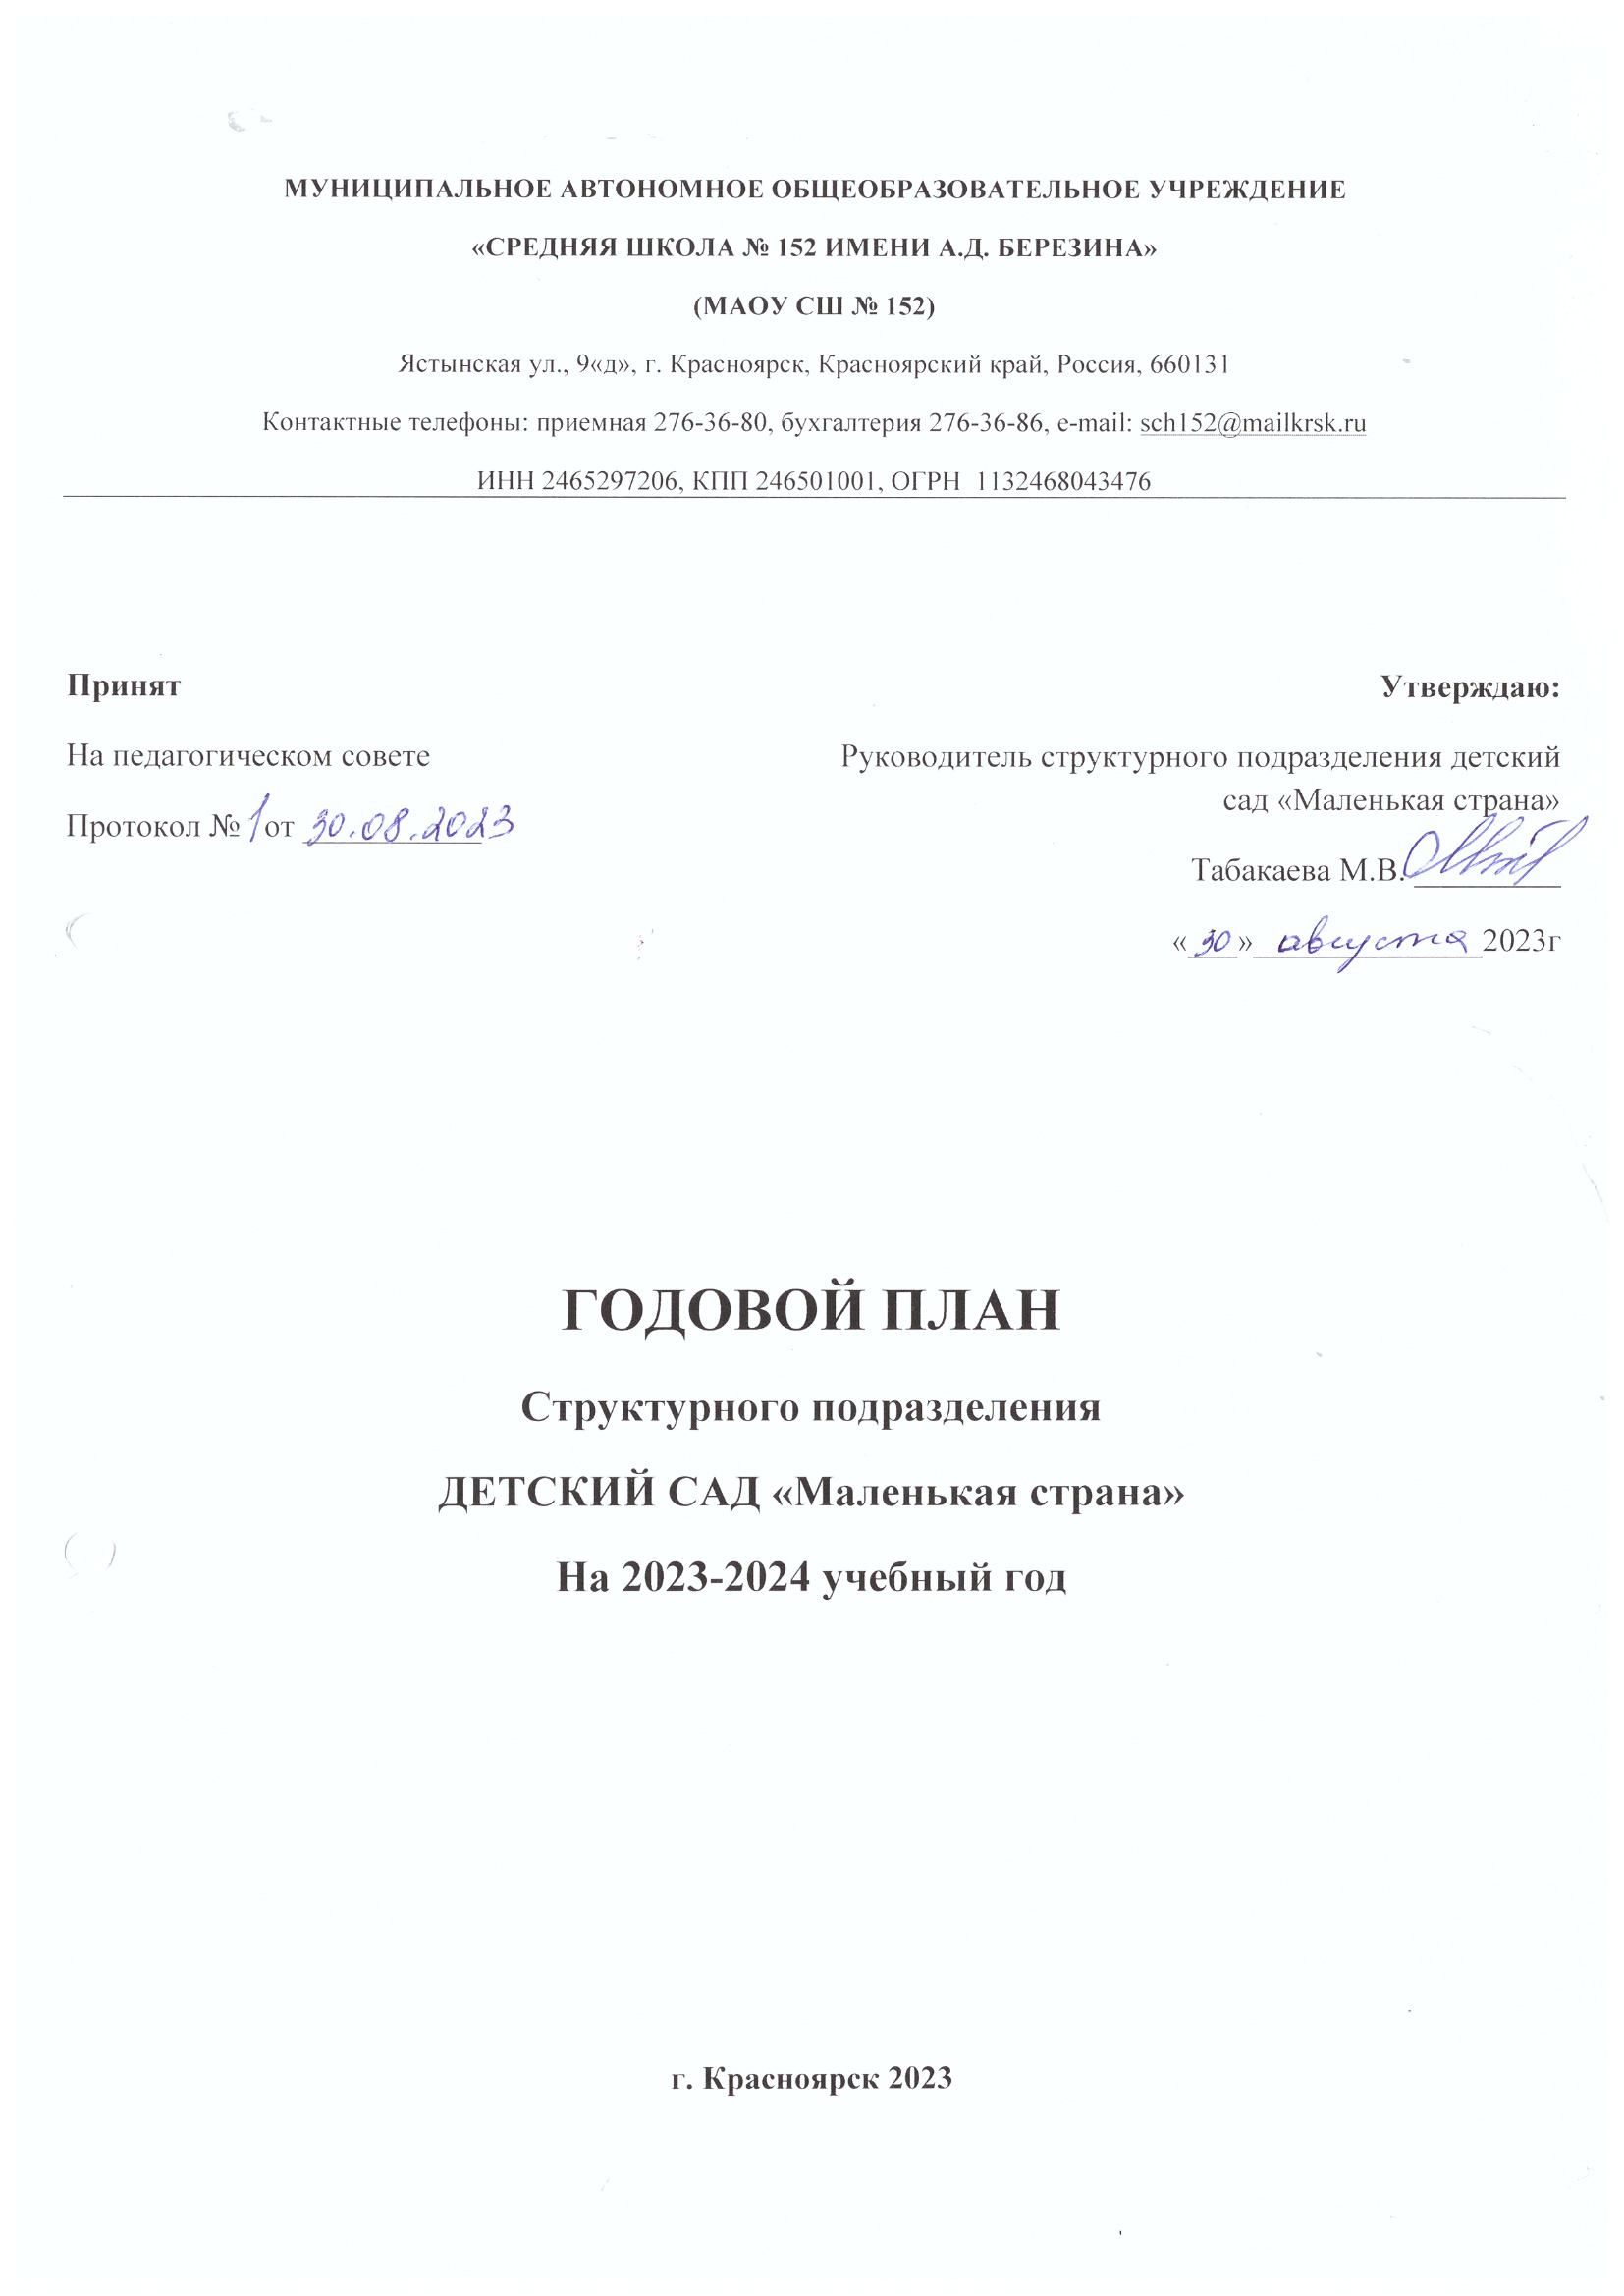 МУНИЦИПАЛЬНОЕ АВТОНОМНОЕ ОБЩЕОБРАЗОВАТЕЛЬНОЕ УЧРЕЖДЕНИЕ
«СРЕДНЯЯ ШКОЛА № 152 ИМЕНИ А.Д. БЕРЕЗИНА»
(МАОУ СШ № 152)
Ястынская ул., 9«д», г. Красноярск, Красноярский край, Россия, 660131
Контактные телефоны: приемная 276-36-80, бухгалтерия 276-36-86, e-mail: sch152@mailkrsk.ru
ИНН 2465297206, КПП 246501001, ОГРН 1132468043476
Принят
На педагогическом совете
Протокол № 1 от 30.08.2023
Утверждаю:
Руководитель структурного подразделения детский
сад «Маленькая страна»
Табакаева М.В.
«30» августа 2023г
ГОДОВОЙ ПЛАН
Структурного подразделения
ДЕТСКИЙ САД «Маленькая страна»
На 2023-2024 учебный год
г. Красноярск 2023